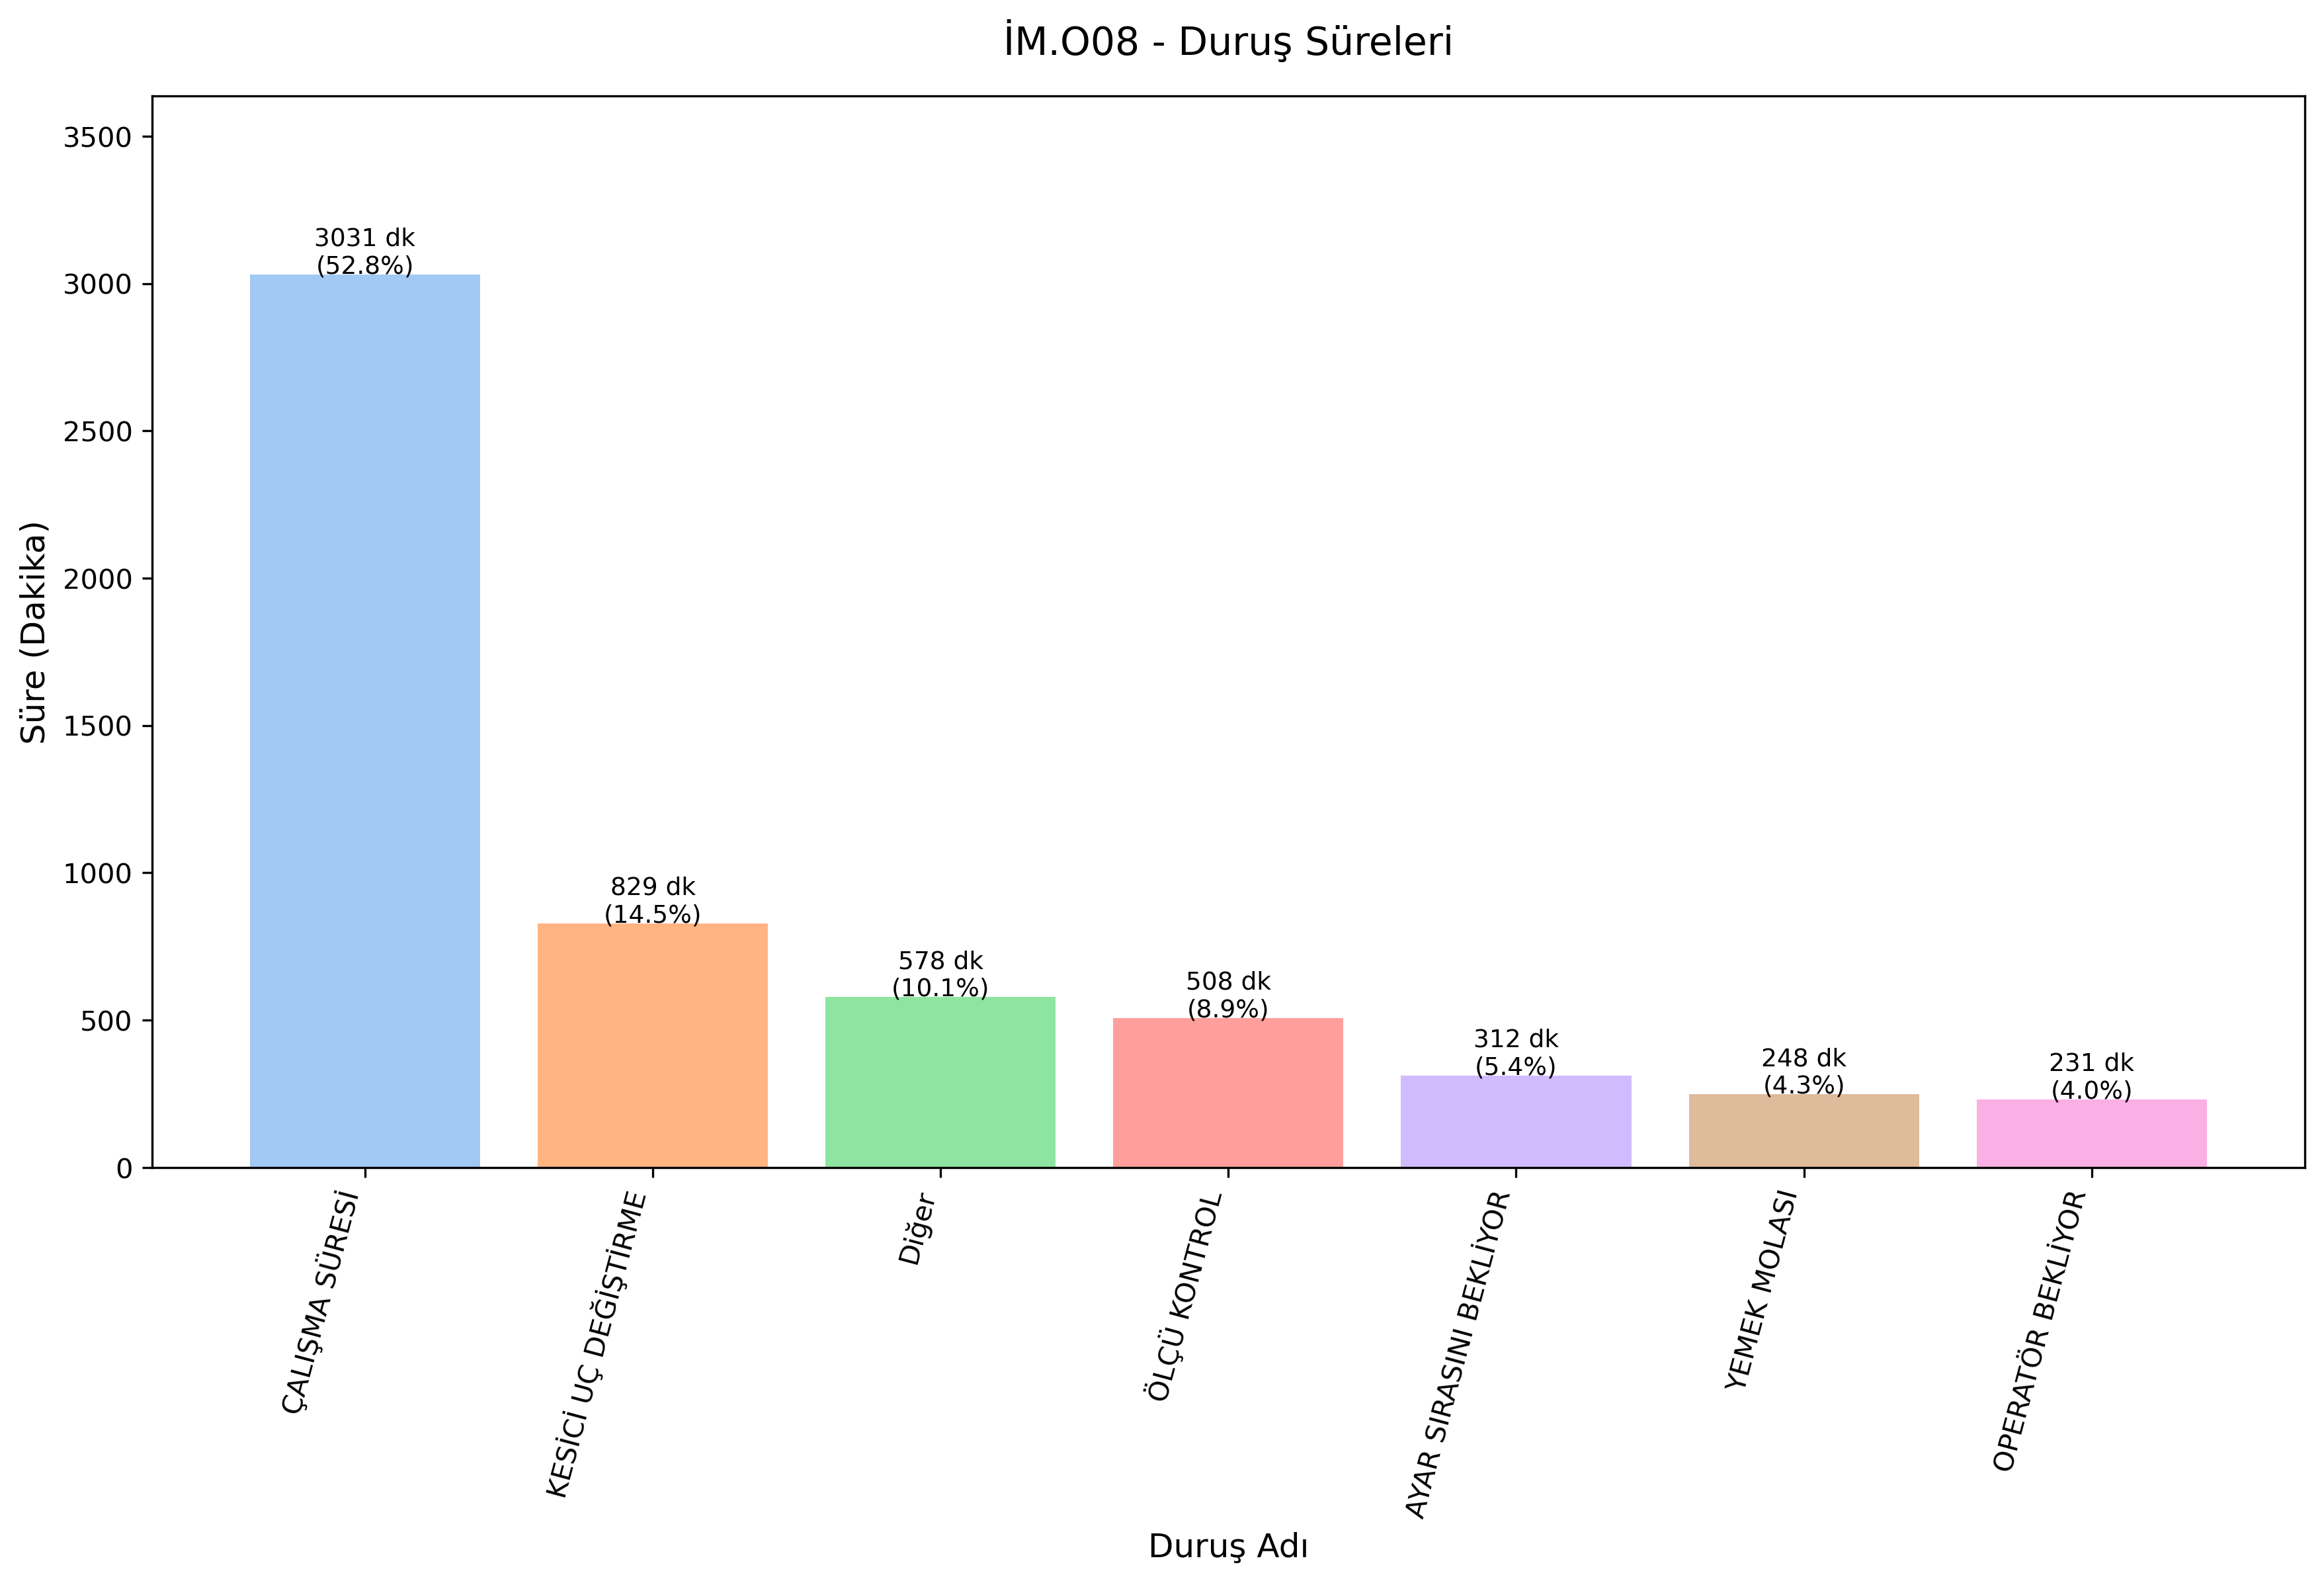 İM.O08 - Duruş Süreleri
Süre (Dakika)
3500
3000
2500
2000
1500
1000
500
0
3031 dk
(52.8%)
829 dk
(14.5%)
578 dk
(10.1%)
508 dk
(8.9%)
312 dk
(5.4%)
248 dk
(4.3%)
231 dk
(4.0%)
ÇALIŞMA SÜRESİ
KESİCİ UÇ DEĞİŞTİRME
Diğer
ÖLÇÜ KONTROL
AYAR SIRASINI BEKLİYOR
YEMEK MOLASI
OPERATÖR BEKLİYOR
Duruş Adı